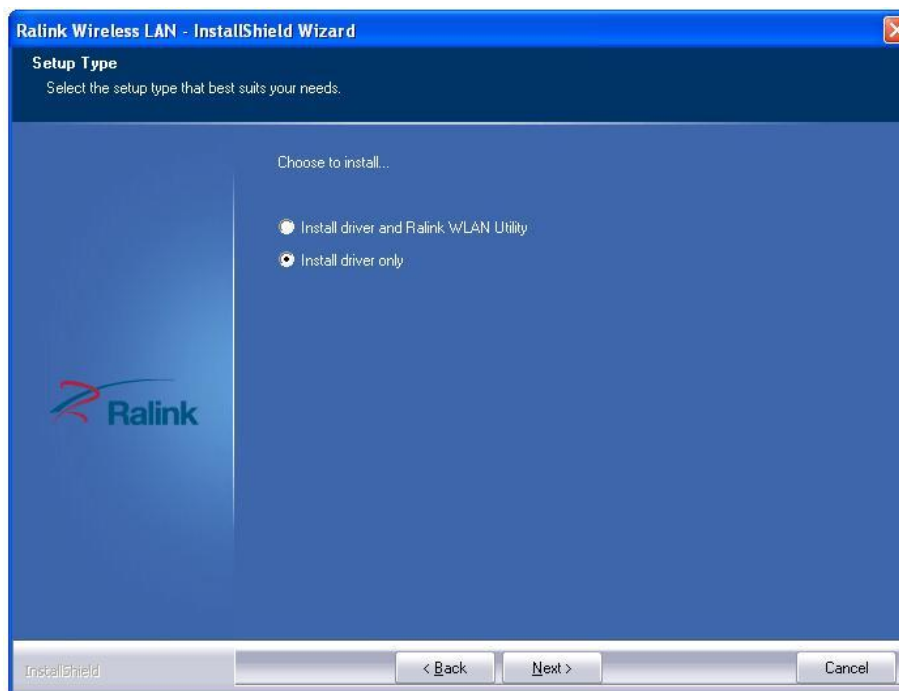 Ralink Wireless LAN - InstallShield Wizard
Setup Type
Select the setup type that best suits your needs.
Choose to install...
Install driver and Ralink WLAN Utility
Install driver only
Ralink
InstallShield
< Back
Next >
Cancel